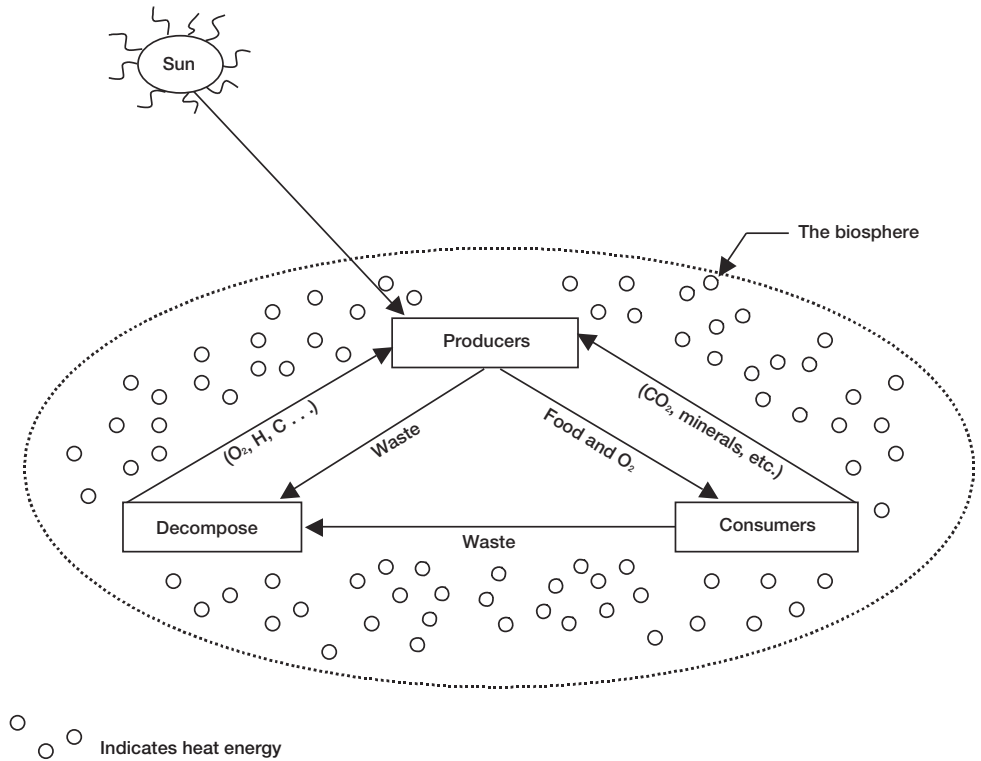 Sun
The biosphere
Producers
(O₂, H, C . . .)
Waste
Food and O₂
(CO₂, minerals, etc.)
Decompose
Consumers
Waste
Indicates heat energy